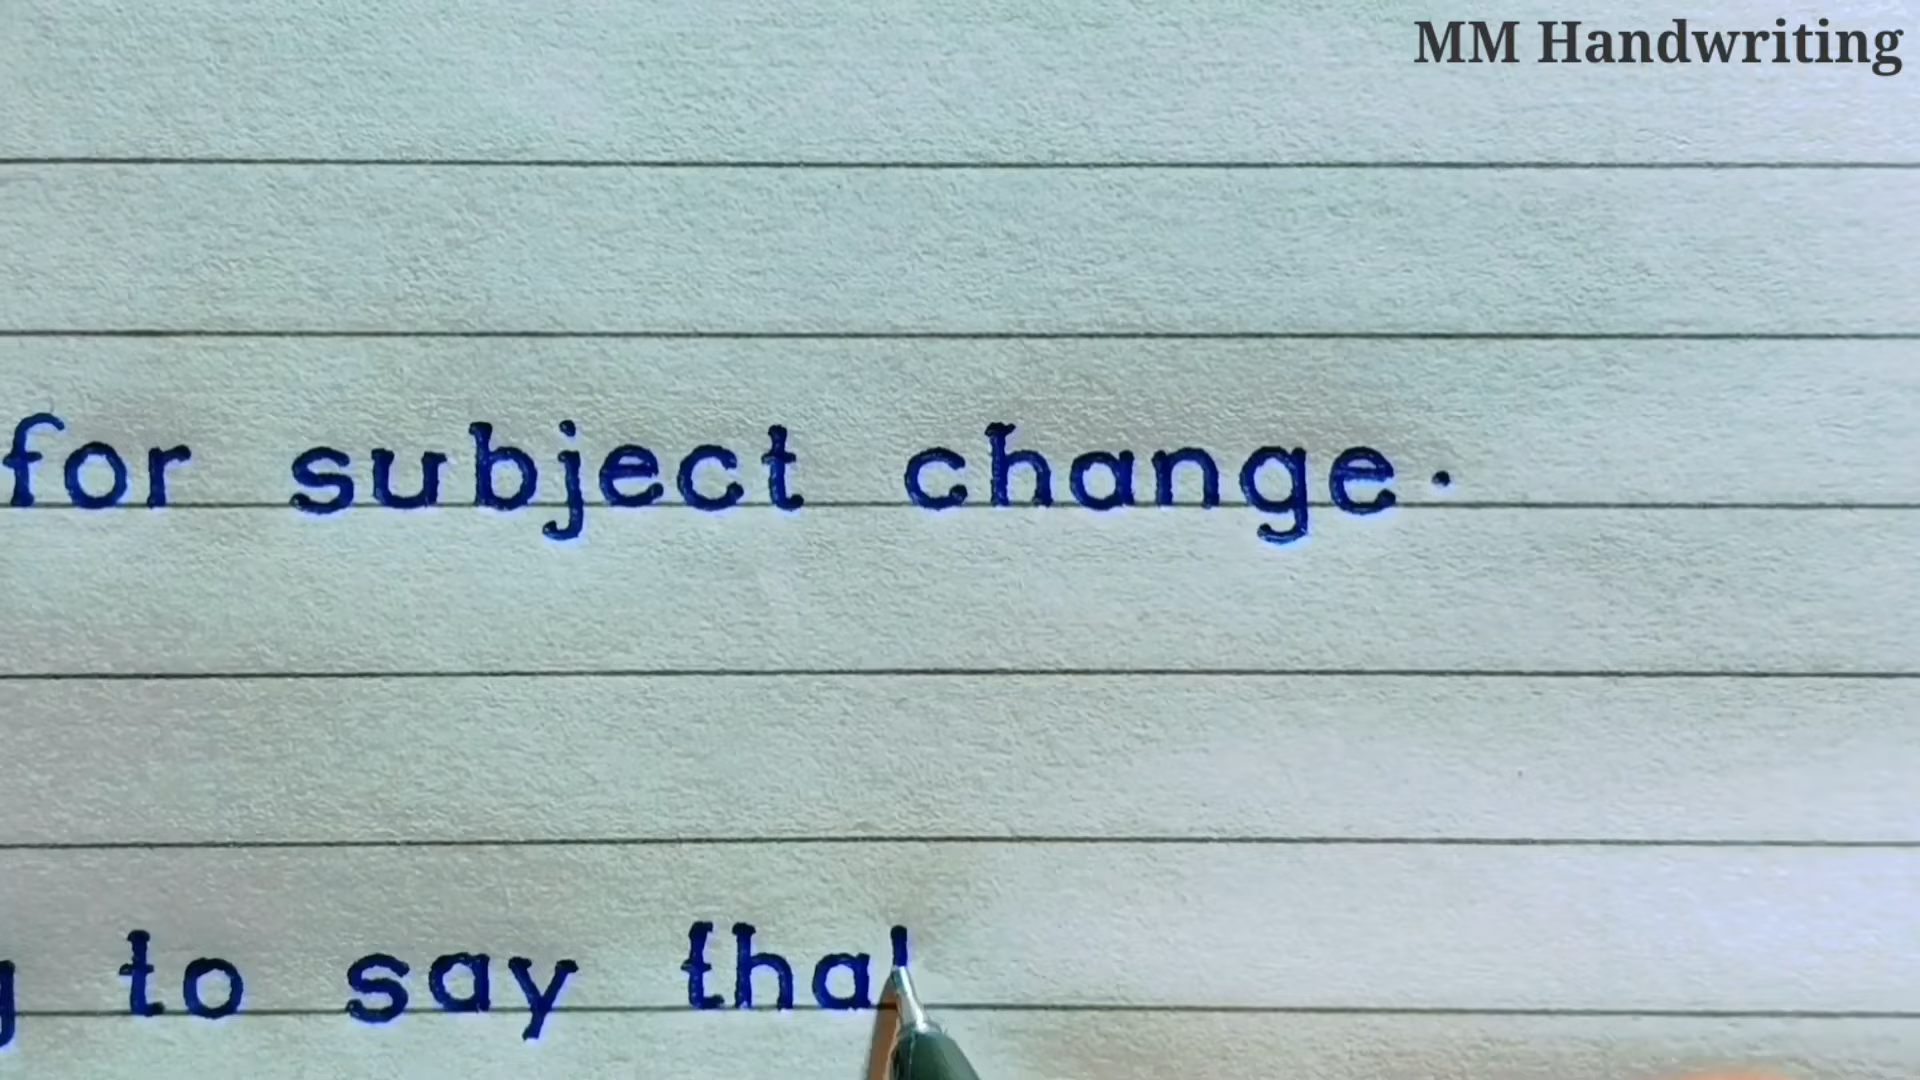 MM Handwriting
for subject change.
to say tha